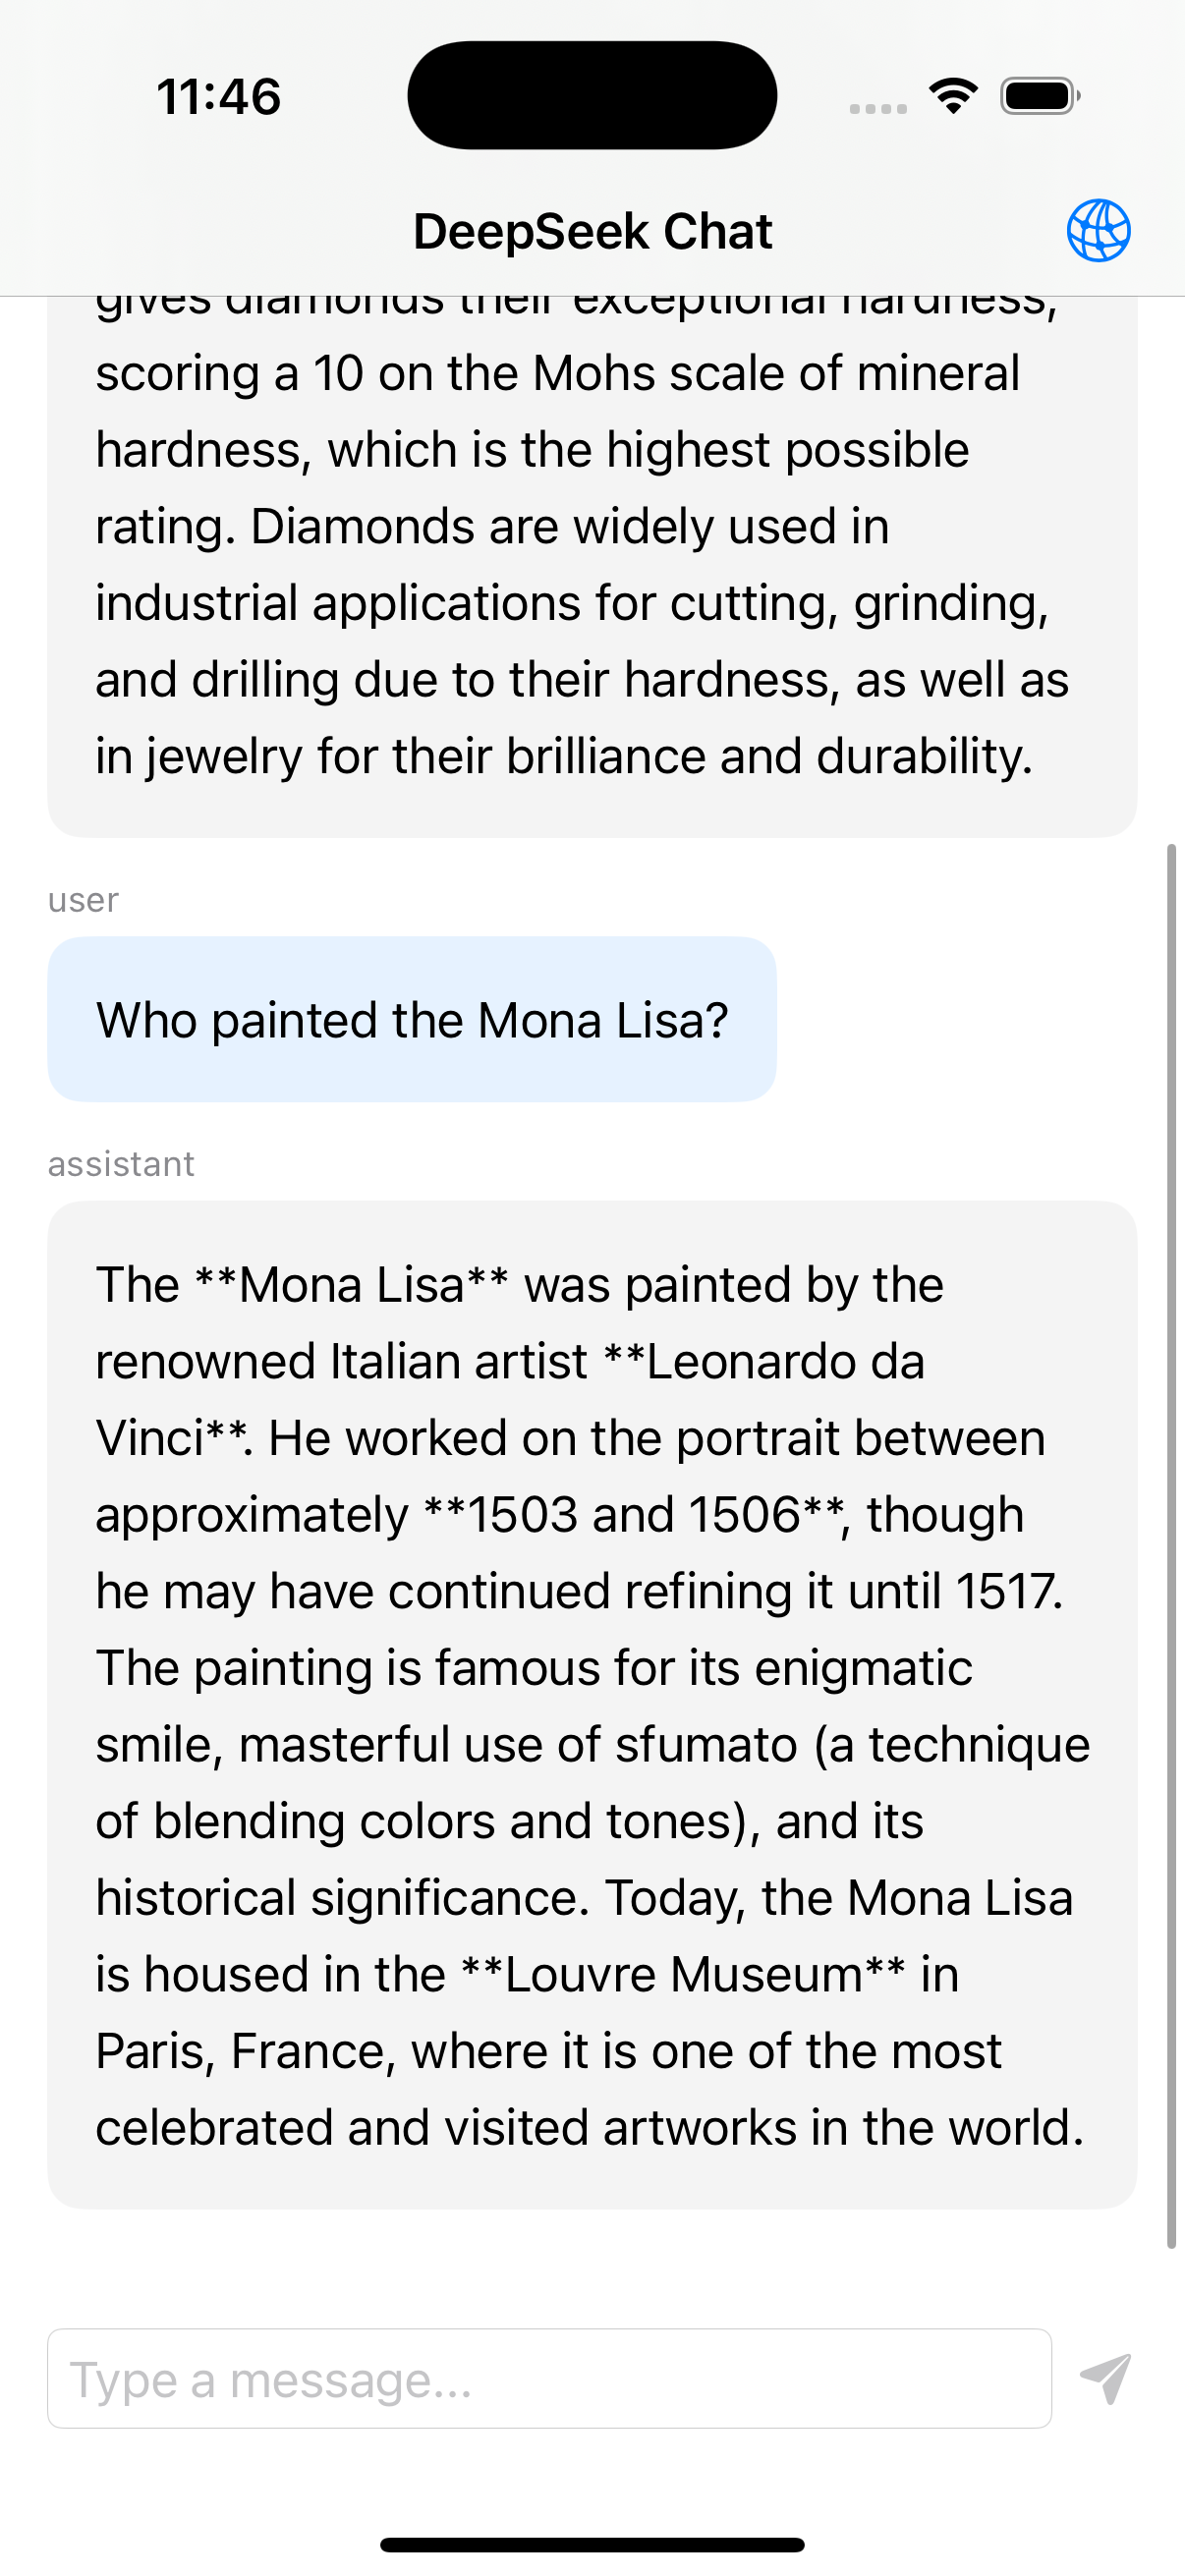 11:46
DeepSeek Chat
gives diamonds their exceptional hardness,
scoring a 10 on the Mohs scale of mineral
hardness, which is the highest possible
rating. Diamonds are widely used in
industrial applications for cutting, grinding,
and drilling due to their hardness, as well as
in jewelry for their brilliance and durability.
user
Who painted the Mona Lisa?
assistant
The **Mona Lisa** was painted by the
renowned Italian artist **Leonardo da
Vinci**. He worked on the portrait between
approximately **1503 and 1506**, though
he may have continued refining it until 1517.
The painting is famous for its enigmatic
smile, masterful use of sfumato (a technique
of blending colors and tones), and its
historical significance. Today, the Mona Lisa
is housed in the **Louvre Museum** in
Paris, France, where it is one of the most
celebrated and visited artworks in the world.
Type a message...